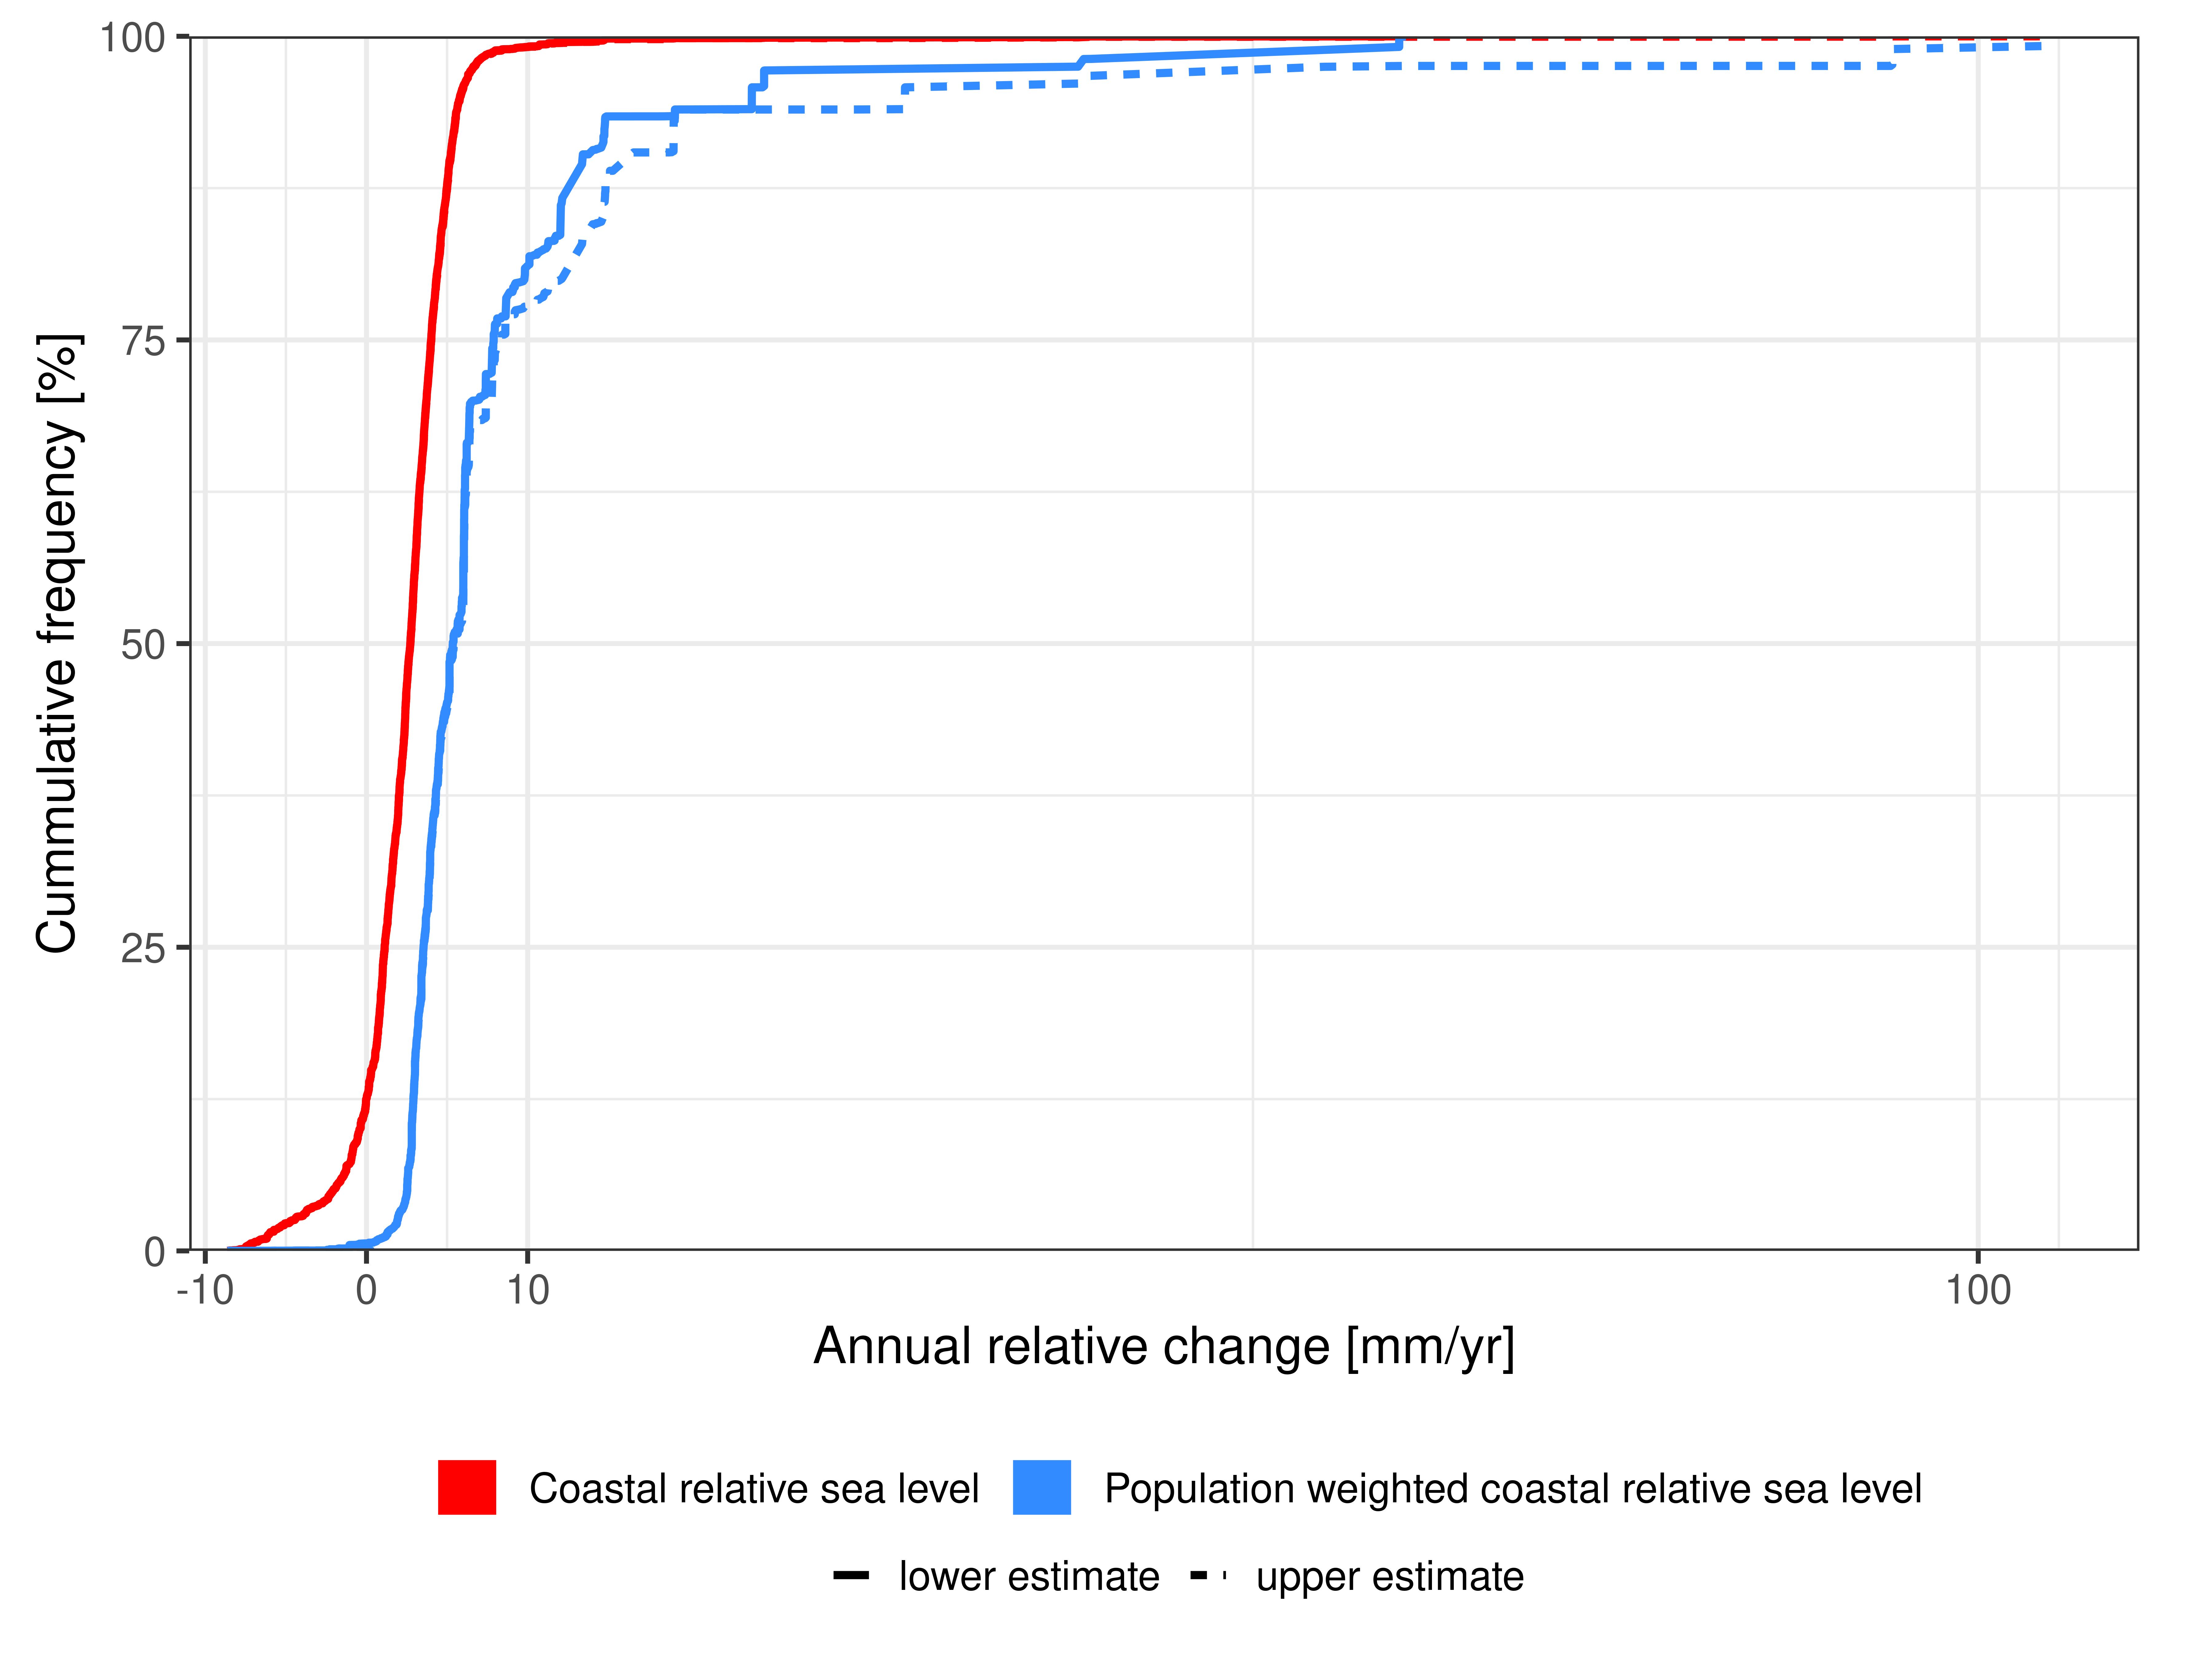 Cummulative frequency [%]
100
75
50
25
0
-10 0 10 100
Annual relative change [mm/yr]
Coastal relative sea level Population weighted coastal relative sea level
lower estimate upper estimate